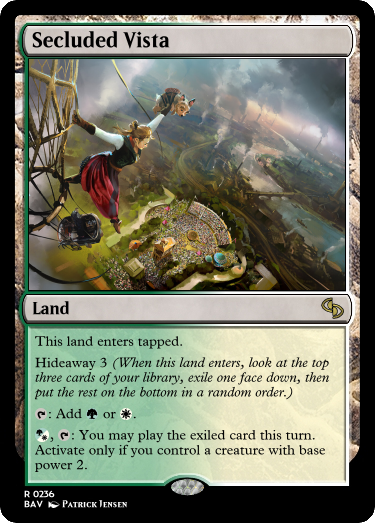 Secluded Vista
Land
This land enters tapped.
Hideaway 3 (When this land enters, look at the top
three cards of your library, exile one face down, then
put the rest on the bottom in a random order.)
: Add or .
, : You may play the exiled card this turn.
Activate only if you control a creature with base
power 2.
R 0236
BAV Patrick Jensen